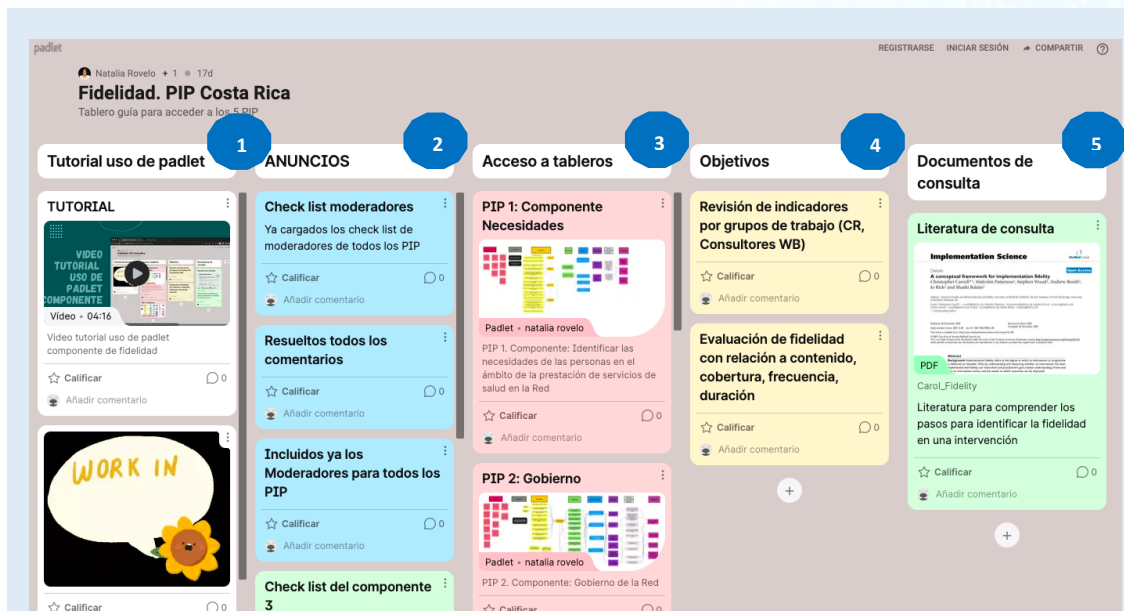 padlet
REGISTRARSE INICIAR SESIÓN COMPARTIR ?
Natalia Rovelo + 1 17d
Fidelidad. PIP Costa Rica
Tablero guía para acceder a los 5 PIP
1
Tutorial uso de padlet
TUTORIAL
VIDEO
TUTORIAL
USO DE
PADLET
COMPONENTE
Vídeo • 04:16
Video tutorial uso de padlet
componente de fidelidad
Calificar 0
Añadir comentario
WORK IN
Calificar 0
2
ANUNCIOS
Check list moderadores
Ya cargados los check list de
moderadores de todos los PIP
Calificar 0
Añadir comentario
Resueltos todos los
comentarios
Calificar 0
Añadir comentario
Incluidos ya los
Moderadores para todos los
PIP
Calificar 0
Añadir comentario
Check list del componente
3
3
Acceso a tableros
PIP 1: Componente
Necesidades
Padlet • natalia rovelo
PIP 1. Componente: Identificar las
necesidades de las personas en el
ámbito de la prestación de servicios de
salud en la Red
Calificar 0
Añadir comentario
PIP 2: Gobierno
Padlet • natalia rovelo
PIP 2. Componente: Gobierno de la Red
Calificar 0
4
Objetivos
Revisión de indicadores
por grupos de trabajo (CR,
Consultores WB)
Calificar 0
Añadir comentario
Evaluación de fidelidad
con relación a contenido,
cobertura, frecuencia,
duración
Calificar 0
Añadir comentario
5
Documentos de
consulta
Literatura de consulta
Implementation Science
Open Access
A conceptual framework for implementation fidelity
PDF
Carol_Fidelity
Literatura para comprender los
pasos para identificar la fidelidad
en una intervención
Calificar 0
Añadir comentario